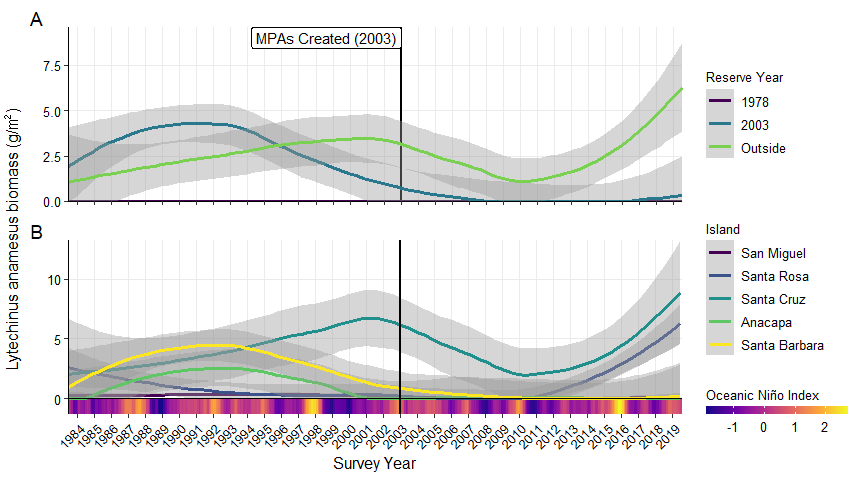 A
MPAs Created (2003)
7.5
5.0
2.5
0.0
Lytechinus anamesus biomass (g/m²)
Reserve Year
1978
2003
Outside
B
10
5
0
Island
San Miguel
Santa Rosa
Santa Cruz
Anacapa
Santa Barbara
Oceanic Niño Index
-1 0 1 2
1984 1985 1986 1987 1988 1989 1990 1991 1992 1993 1994 1995 1996 1997 1998 1999 2000 2001 2002 2003 2004 2005 2006 2007 2008 2009 2010 2011 2012 2013 2014 2015 2016 2017 2018 2019
Survey Year